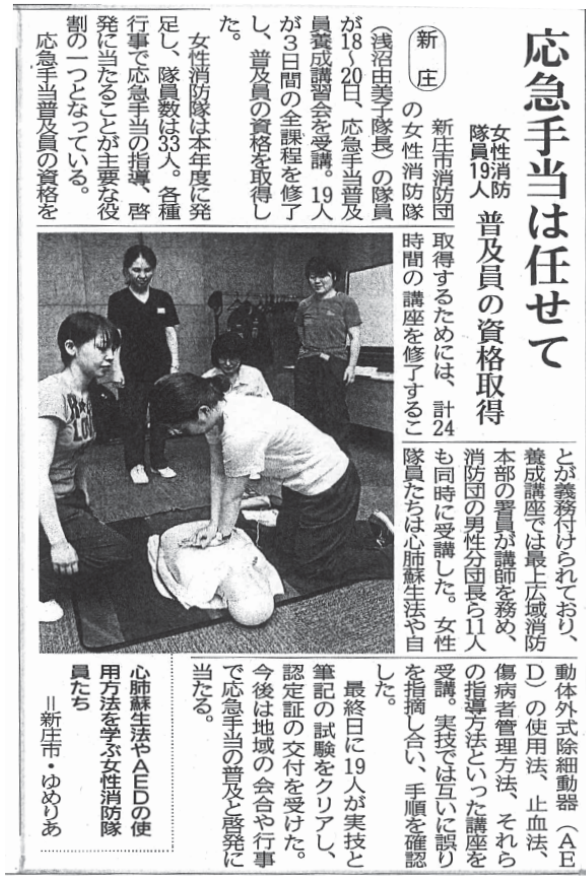 応急手当は任せて
女性消防
隊員19人
普及員の資格取得
新庄
新庄市消防団
の女性消防隊
（浅沼由美子隊長）の隊員
が18～20日、応急手当普及
員養成講習会を受講。19人
が３日間の全課程を修了
し、普及員の資格を取得し
た。
女性消防隊は本年度に発
足し、隊員数は33人。各種
行事で応急手当の指導、啓
発に当たることが主要な役
割の一つとなっている。
応急手当普及員の資格を
取得するためには、計24
時間の講座を修了するこ
とが義務付けられており、
養成講座では最上広域消防
本部の署員が講師を務め、
消防団の男性分団長ら11人
も同時に受講した。女性
隊員たちは心肺蘇生法や自
動体外式除細動器（ＡＥ
Ｄ）の使用法、止血法、
傷病者管理方法、それら
の指導方法といった講座を
受講。実技では互いに誤り
を指摘し合い、手順を確認
した。
最終日に19人が実技と
筆記の試験をクリアし、
認定証の交付を受けた。
今後は地域の会合や行事
で応急手当の普及と啓発に
当たる。
心肺蘇生法やＡＥＤの使
用方法を学ぶ女性消防隊
員たち
＝新庄市・ゆめりあ